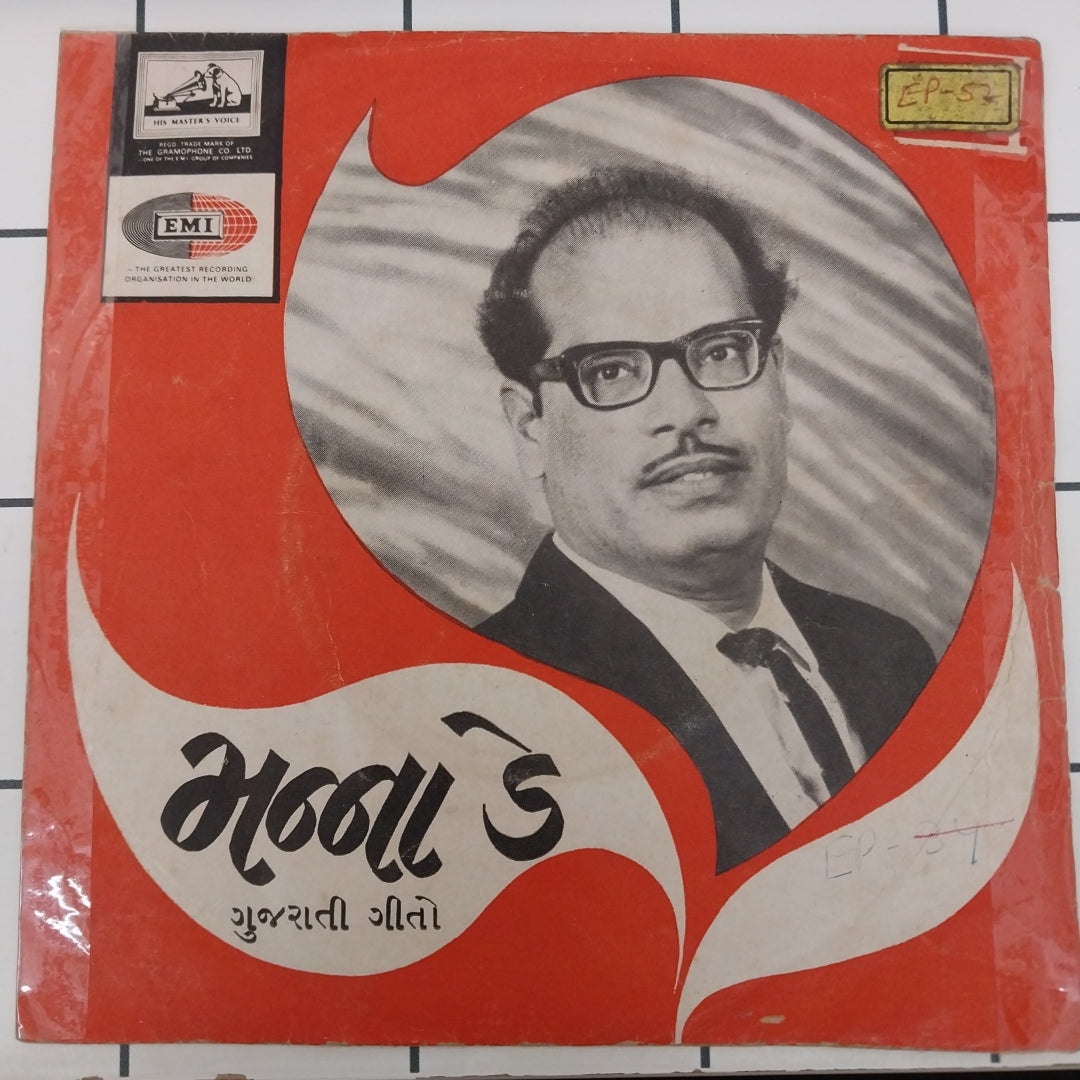 HIS MASTER'S VOICE
REGD. TRADE MARK OF
THE GRAMOPHONE CO. LTD.
- ONE OF THE E M I GROUP OF COMPANIES
EMI
- THE GREATEST RECORDING
ORGANISATION IN THE WORLD
EP-52
મન્ના ડે
ગુજરાતી ગીતો
EP-